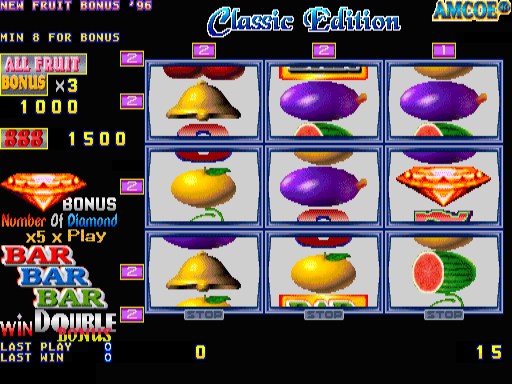 NEW FRUIT BONUS '96
Classic Edition
AMCOE®
MIN 8 FOR BONUS
2 2 1
2
ALL FRUIT
BONUS x3
1000
2
888 1500
2
BONUS
Number Of Diamond
x5 x Play
BAR
BAR
BAR
2
WIN DOUBLE
BONUS
2
STOP STOP STOP
LAST PLAY 0
LAST WIN 0
0 15